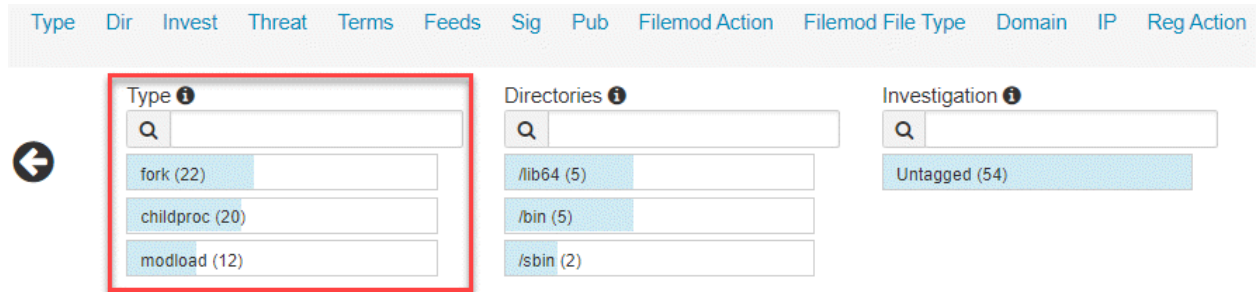 Type Dir Invest Threat Terms Feeds Sig Pub Filemod Action Filemod File Type Domain IP Reg Action
Type
fork (22)
childproc (20)
modload (12)
Directories
/lib64 (5)
/bin (5)
/sbin (2)
Investigation
Untagged (54)